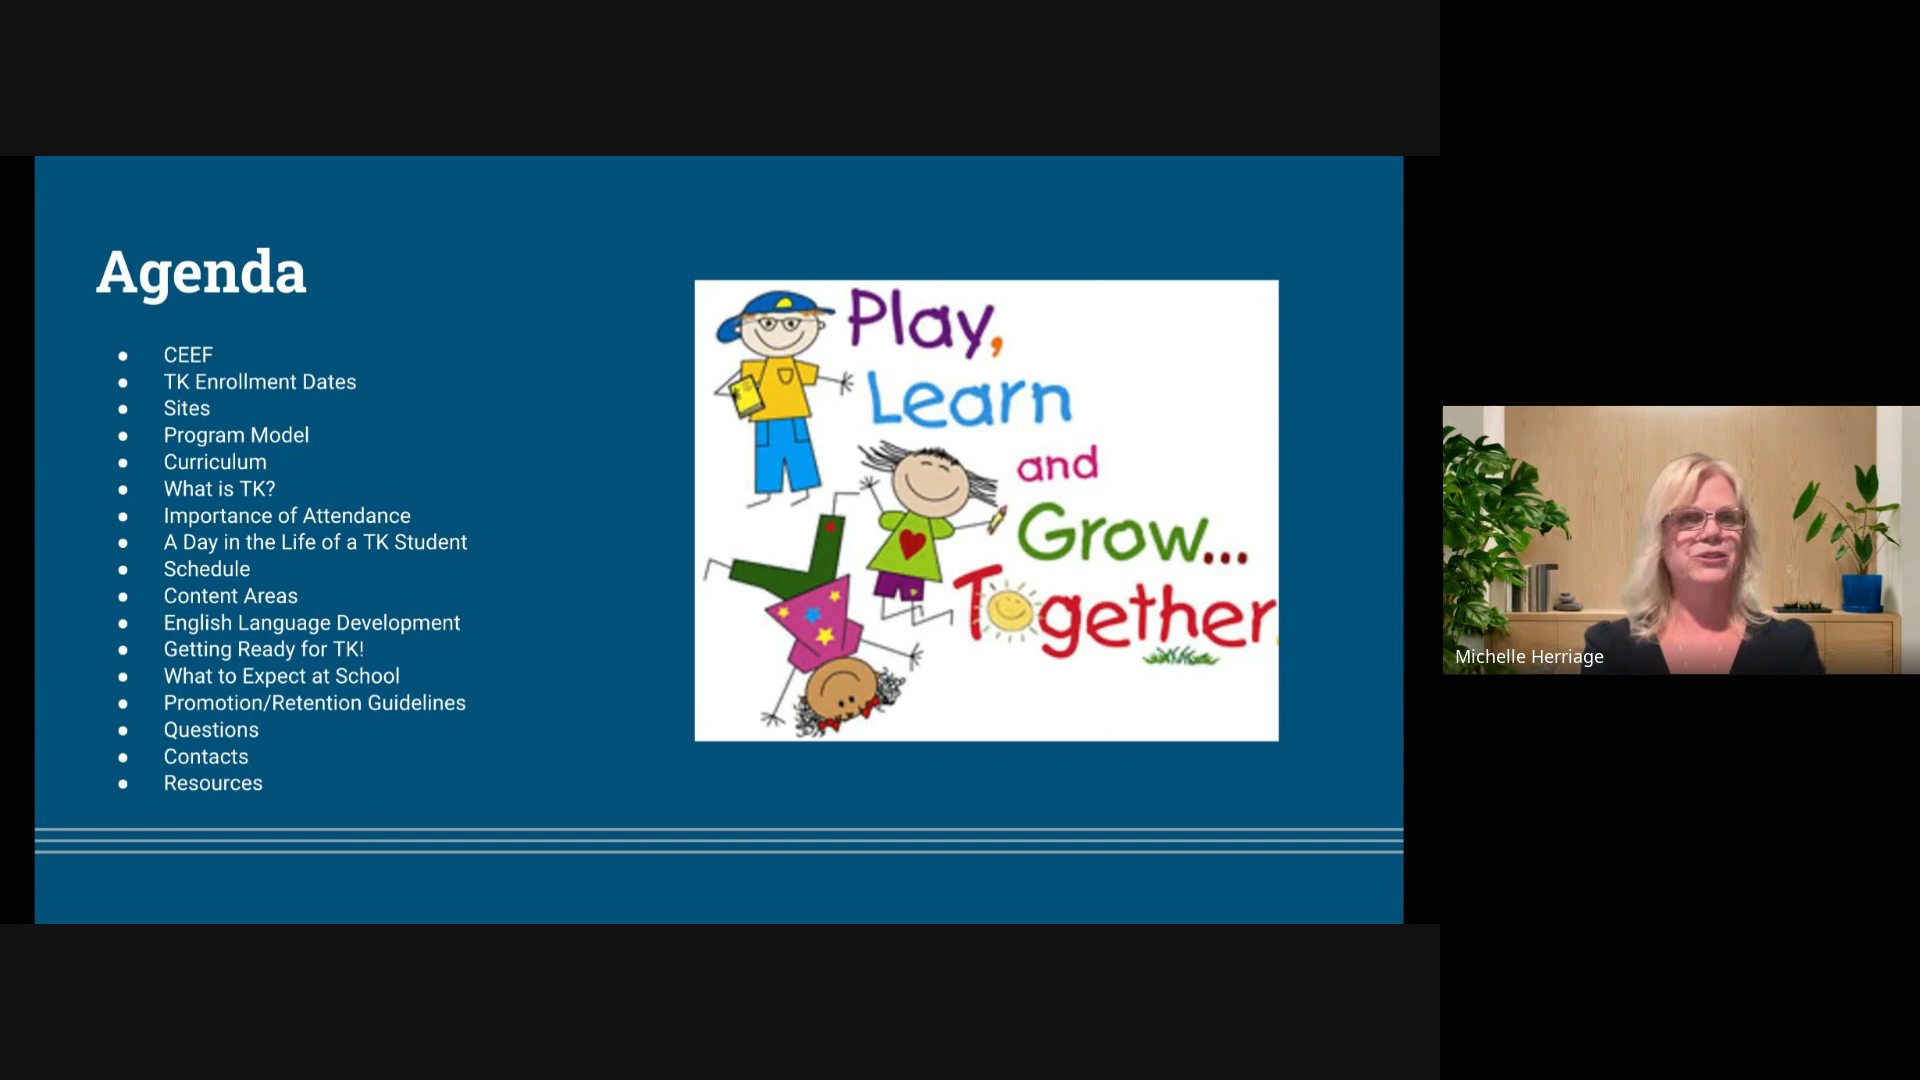 Agenda
CEEF
TK Enrollment Dates
Sites
Program Model
Curriculum
What is TK?
Importance of Attendance
A Day in the Life of a TK Student
Schedule
Content Areas
English Language Development
Getting Ready for TK!
What to Expect at School
Promotion/Retention Guidelines
Questions
Contacts
Resources
Play,
Learn
and
Grow...
Together
Michelle Herriage